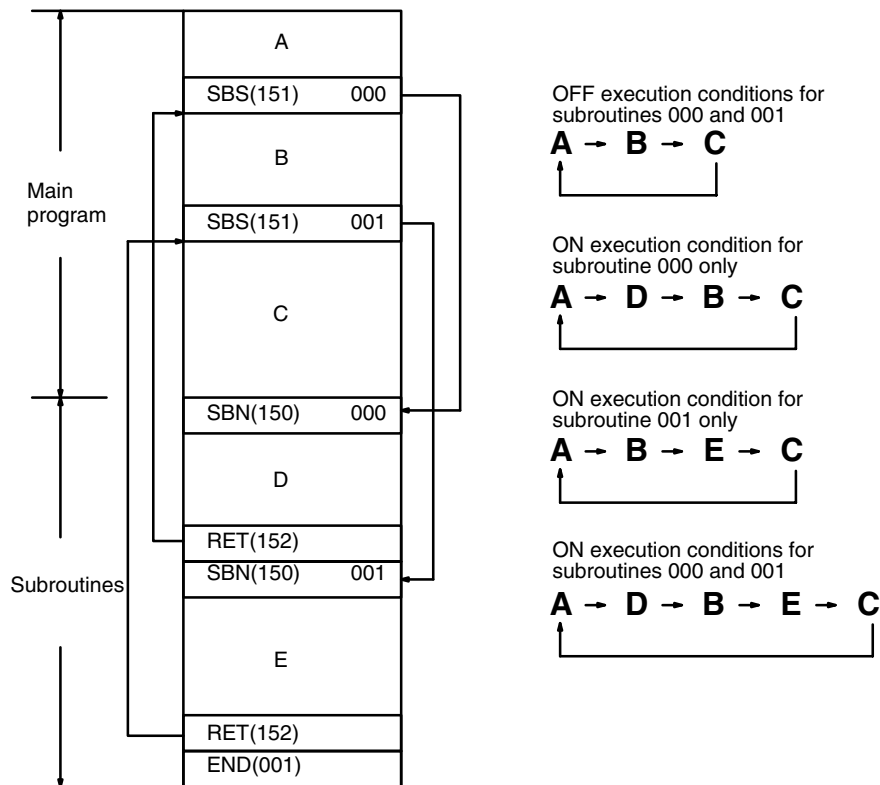 A
SBS(151) 000
B
Main
program
SBS(151) 001
C
SBN(150) 000
D
RET(152)
SBN(150) 001
Subroutines
E
RET(152)
END(001)
OFF execution conditions for
subroutines 000 and 001
A → B → C
ON execution condition for
subroutine 000 only
A → D → B → C
ON execution condition for
subroutine 001 only
A → B → E → C
ON execution conditions for
subroutines 000 and 001
A → D → B → E → C